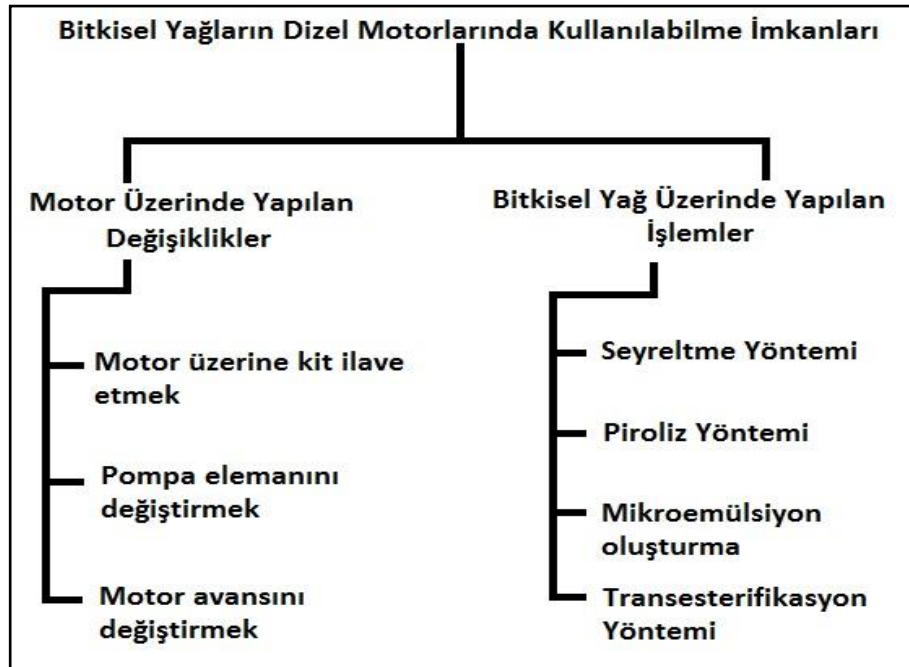 Bitkisel Yağların Dizel Motorlarında Kullanılabilme İmkanları
Motor Üzerinde Yapılan
Değişiklikler
Motor üzerine kit ilave
etmek
Pompa elemanını
değiştirmek
Motor avansını
değiştirmek
Bitkisel Yağ Üzerinde Yapılan
İşlemler
Seyreltme Yöntemi
Piroliz Yöntemi
Mikroemülsiyon
oluşturma
Transesterifikasyon
Yöntemi